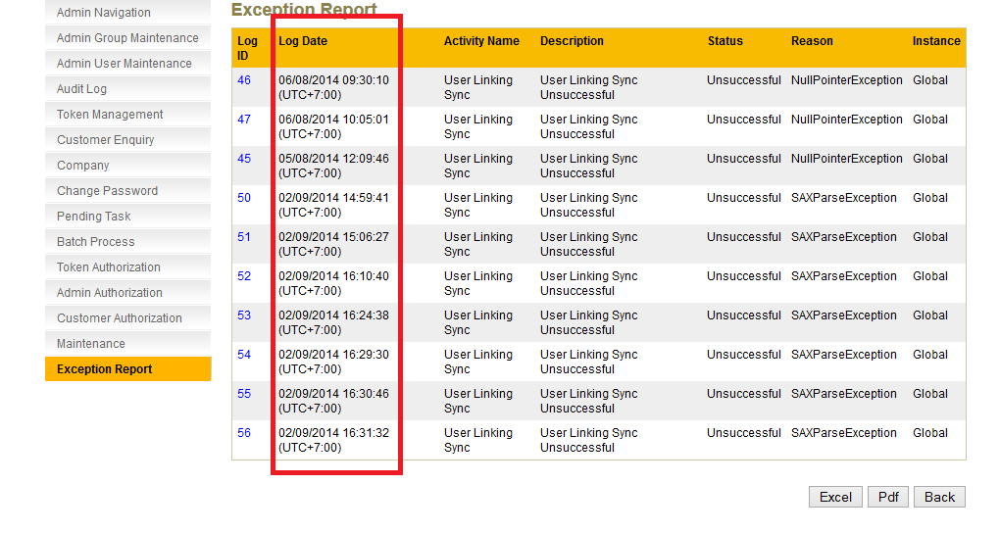 Admin Navigation
Admin Group Maintenance
Admin User Maintenance
Audit Log
Token Management
Customer Enquiry
Company
Change Password
Pending Task
Batch Process
Token Authorization
Admin Authorization
Customer Authorization
Maintenance
Exception Report
Exception Report
Log ID Log Date Activity Name Description Status Reason Instance
46 06/08/2014 09:30:10 (UTC+7:00) User Linking Sync User Linking Sync Unsuccessful Unsuccessful NullPointerException Global
47 06/08/2014 10:05:01 (UTC+7:00) User Linking Sync User Linking Sync Unsuccessful Unsuccessful NullPointerException Global
45 05/08/2014 12:09:46 (UTC+7:00) User Linking Sync User Linking Sync Unsuccessful Unsuccessful NullPointerException Global
50 02/09/2014 14:59:41 (UTC+7:00) User Linking Sync User Linking Sync Unsuccessful Unsuccessful SAXParseException Global
51 02/09/2014 15:06:27 (UTC+7:00) User Linking Sync User Linking Sync Unsuccessful Unsuccessful SAXParseException Global
52 02/09/2014 16:10:40 (UTC+7:00) User Linking Sync User Linking Sync Unsuccessful Unsuccessful SAXParseException Global
53 02/09/2014 16:24:38 (UTC+7:00) User Linking Sync User Linking Sync Unsuccessful Unsuccessful SAXParseException Global
54 02/09/2014 16:29:30 (UTC+7:00) User Linking Sync User Linking Sync Unsuccessful Unsuccessful SAXParseException Global
55 02/09/2014 16:30:46 (UTC+7:00) User Linking Sync User Linking Sync Unsuccessful Unsuccessful SAXParseException Global
56 02/09/2014 16:31:32 (UTC+7:00) User Linking Sync User Linking Sync Unsuccessful Unsuccessful SAXParseException Global
Excel Pdf Back